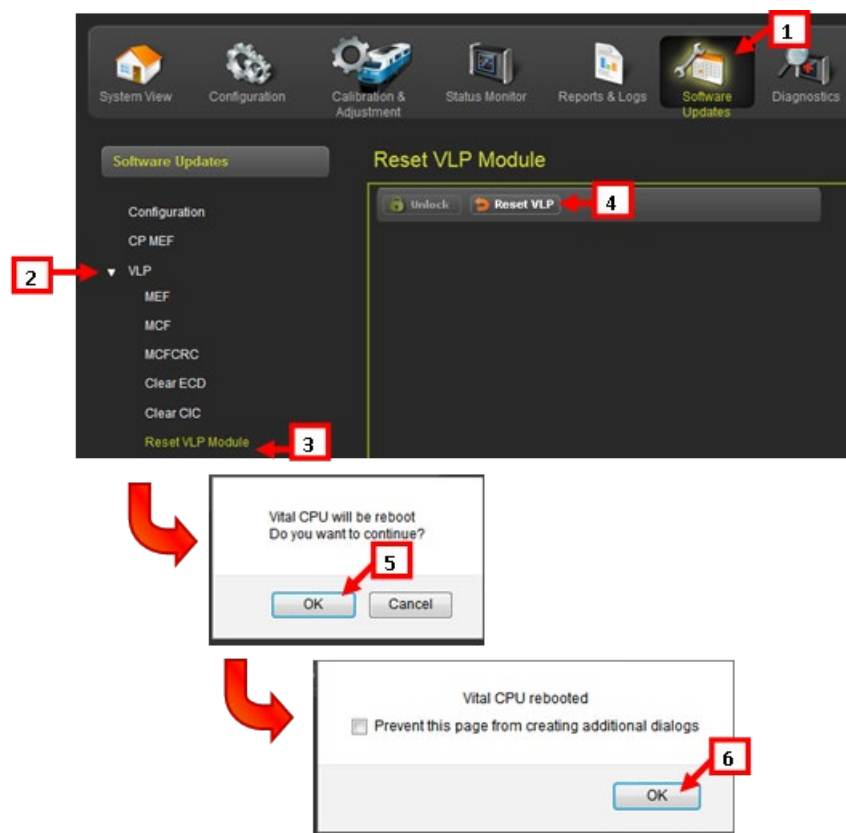 1
System View
Configuration
Calibration &
Adjustment
Status Monitor
Reports & Logs
Software
Updates
Diagnostics
Software Updates
Reset VLP Module
Unlock
Reset VLP
4
Configuration
CP MEF
2
VLP
MEF
MCF
MCFCRC
Clear ECD
Clear CIC
Reset VLP Module
3
Vital CPU will be reboot
Do you want to continue?
5
OK
Cancel
Vital CPU rebooted
Prevent this page from creating additional dialogs
6
OK